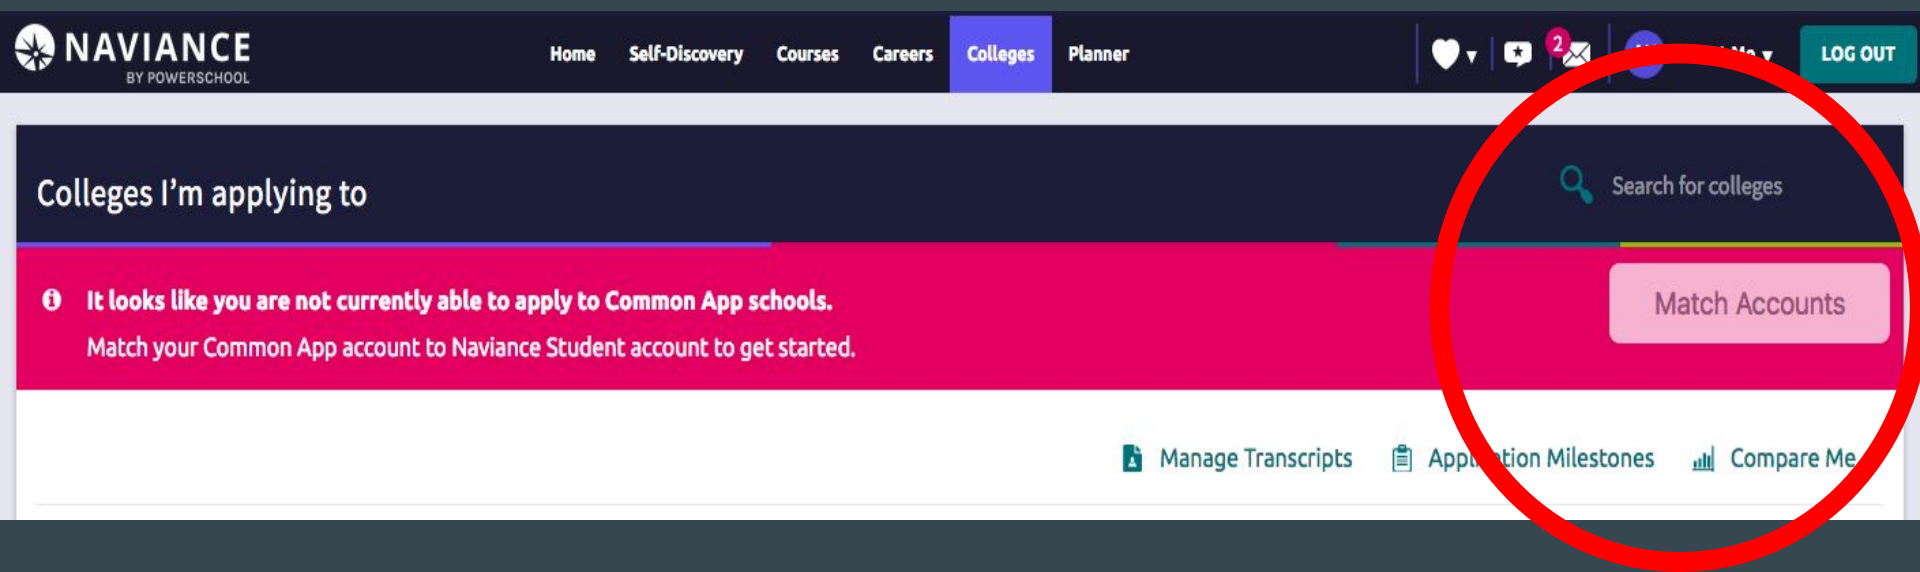 NAVIANCE
BY POWERSCHOOL
Home Self-Discovery Courses Careers Colleges Planner
2
LOG OUT
Colleges I'm applying to
Search for colleges
It looks like you are not currently able to apply to Common App schools.
Match your Common App account to Naviance Student account to get started.
Match Accounts
Manage Transcripts Application Milestones Compare Me